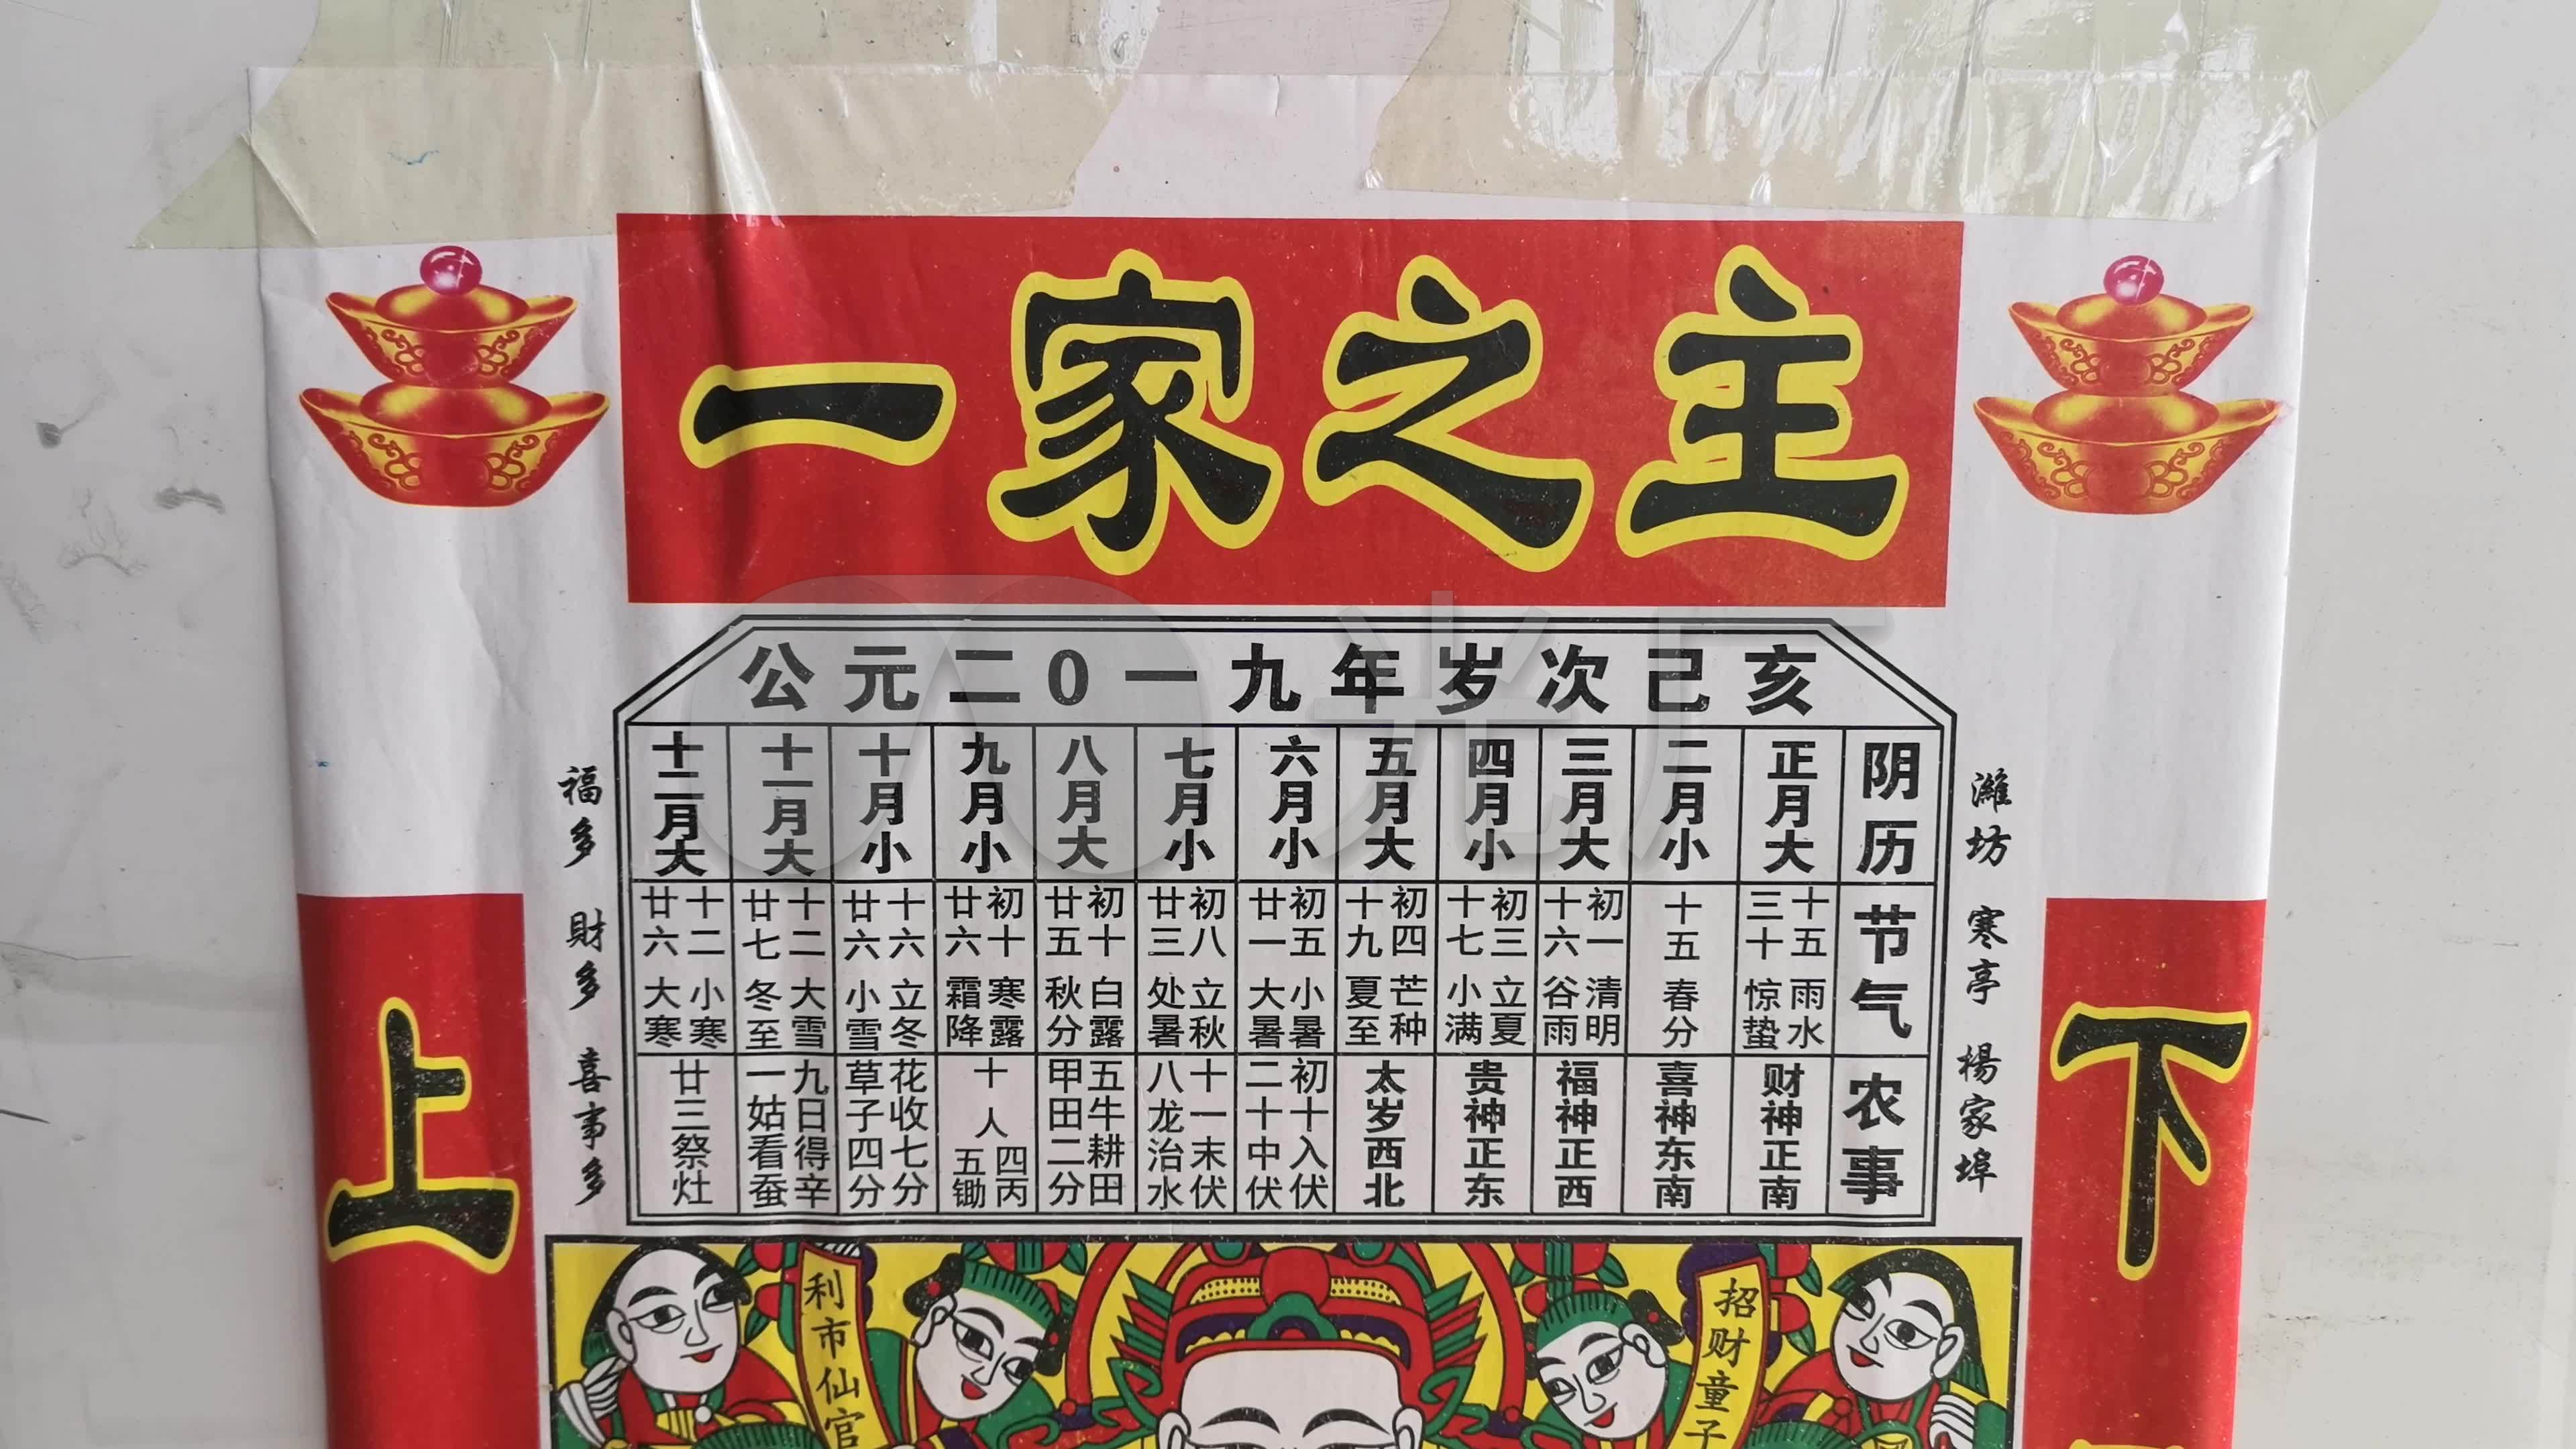 一家之主
公元二0一九年岁次己亥
阴历
正月大
二月小
三月大
四月小
五月大
六月小
七月小
八月大
九月小
十月小
十一月大
十二月大
节气
十五 雨水
三十 惊蛰
十五 春分
初一 清明
十六 谷雨
初三 立夏
十七 小满
初四 芒种
十九 夏至
初五 小暑
廿一 大暑
初八 立秋
廿三 处暑
初十 白露
廿五 秋分
初十 寒露
廿六 霜降
十六 立冬
廿六 小雪
十二 大雪
廿七 冬至
十二 小寒
廿六 大寒
农事
财神正南
喜神东南
福神正西
贵神正东
太岁西北
初十入伏
二十中伏
十一末伏
八龙治水
五牛耕田
甲田二分
十人
四丙
五锄
花收七分
草子四分
九日得辛
一姑看蚕
廿三祭灶
潍坊 寒亭 楊家埠
福多 財多 喜事多
下
上
招财童子
利市仙官
光厂